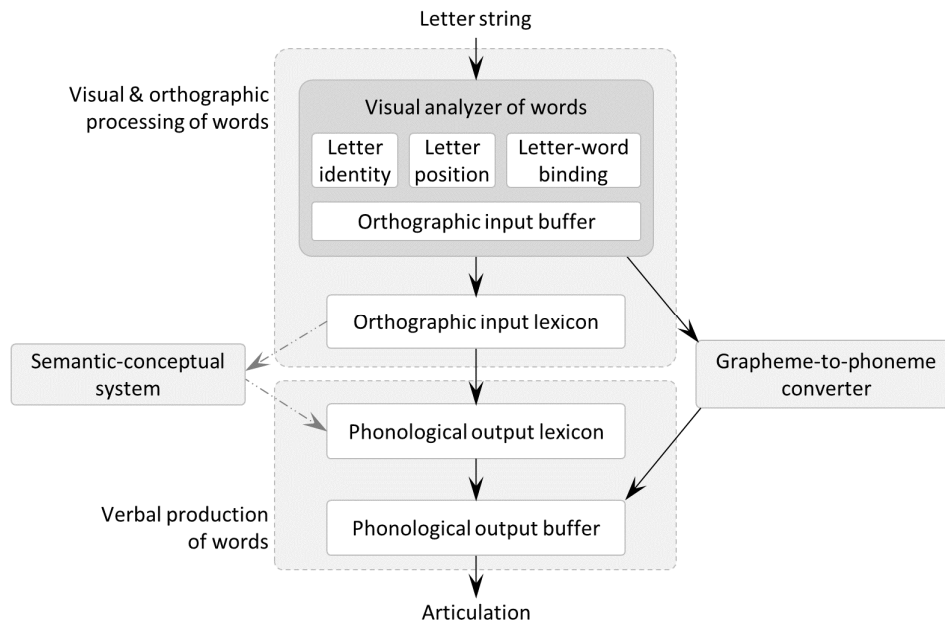 Letter string
Visual & orthographic
processing of words
Visual analyzer of words
Letter
identity
Letter
position
Letter-word
binding
Orthographic input buffer
Orthographic input lexicon
Semantic-conceptual
system
Grapheme-to-phoneme
converter
Phonological output lexicon
Verbal production
of words
Phonological output buffer
Articulation